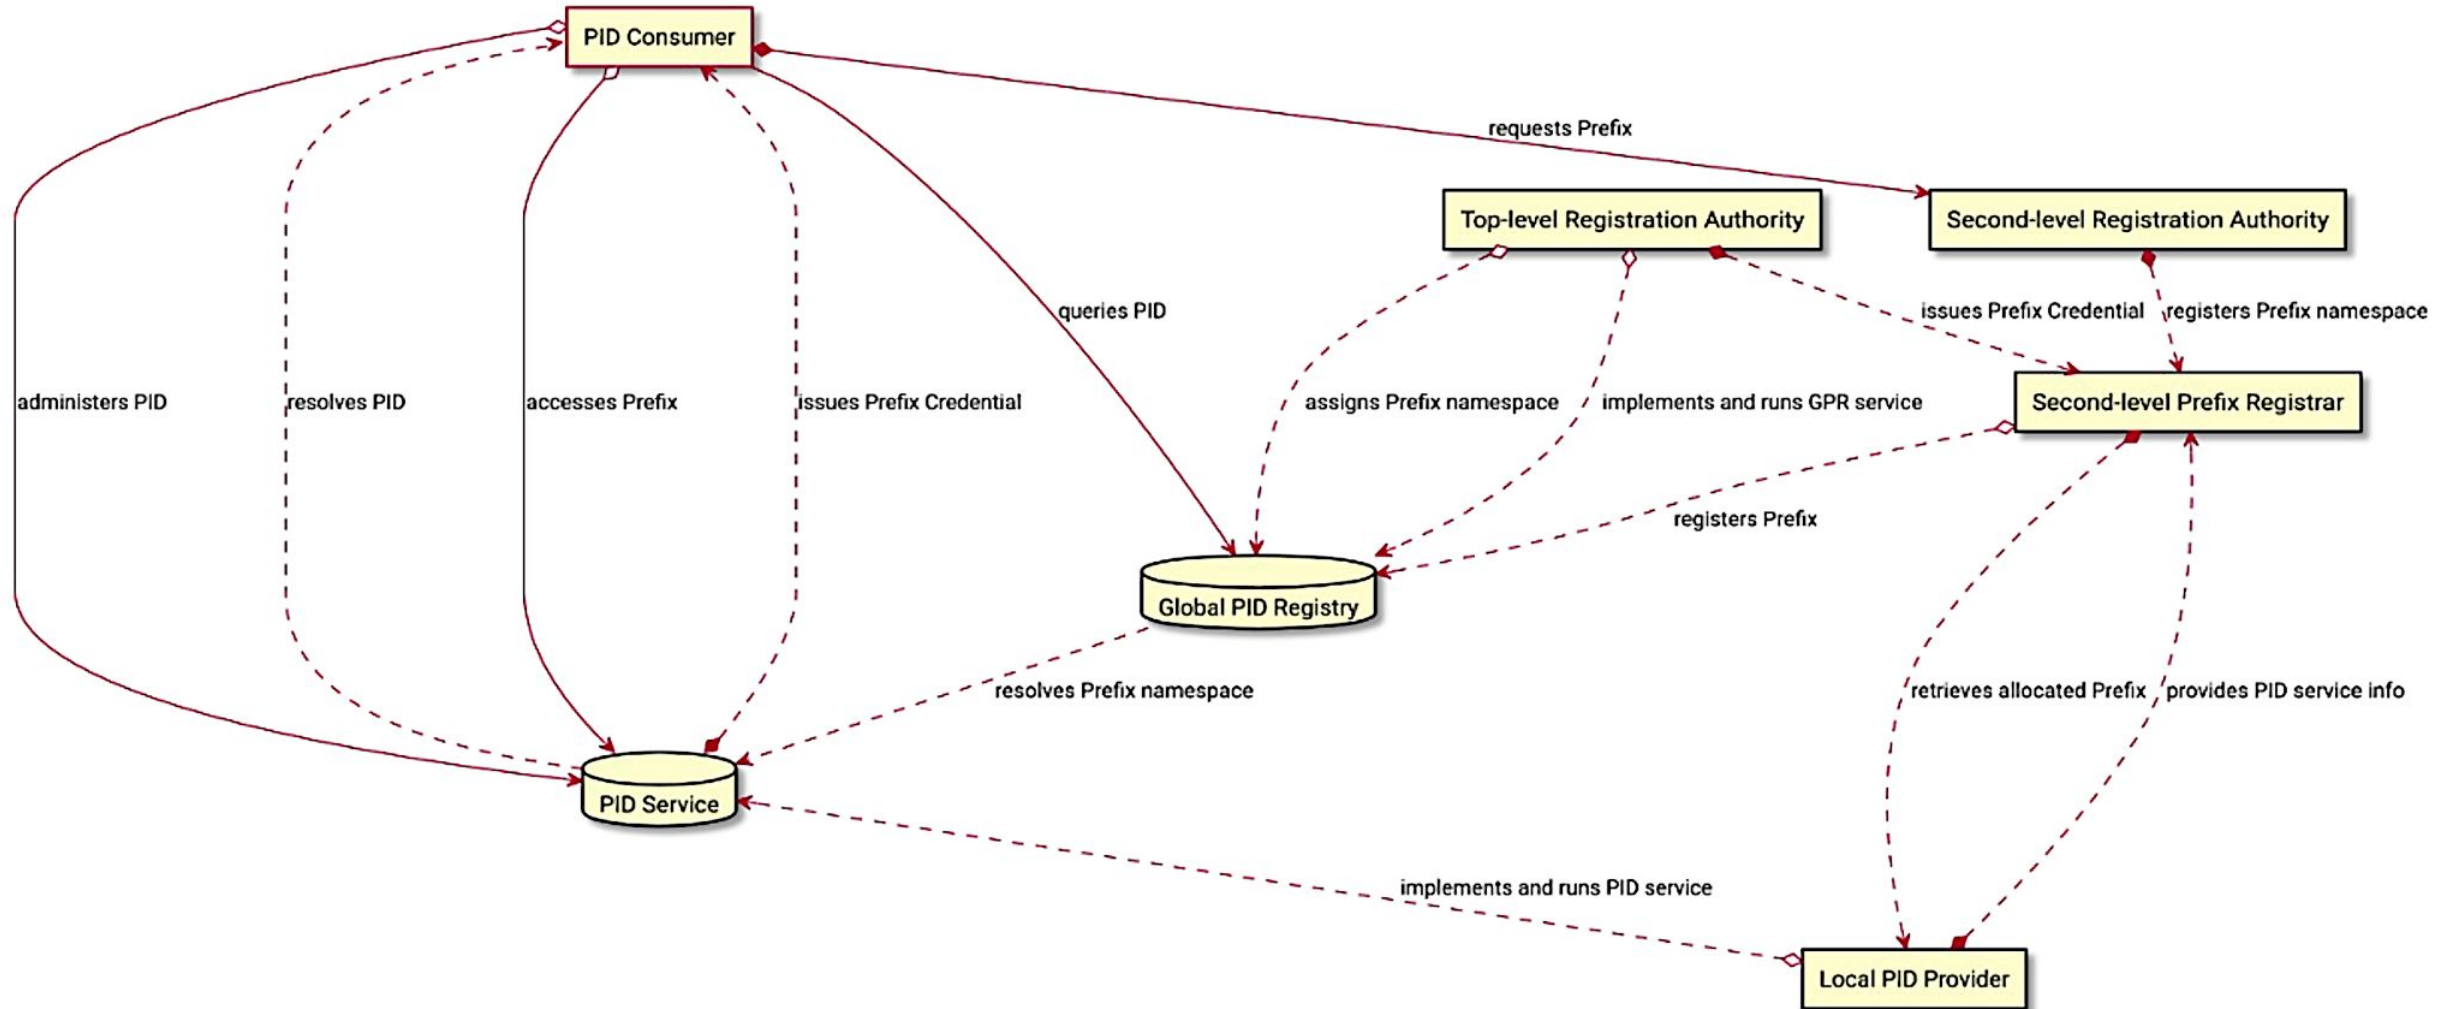 PID Consumer
requests Prefix
Top-level Registration Authority
Second-level Registration Authority
queries PID
issues Prefix Credential
registers Prefix namespace
administers PID
resolves PID
accesses Prefix
issues Prefix Credential
assigns Prefix namespace
implements and runs GPR service
Second-level Prefix Registrar
registers Prefix
Global PID Registry
resolves Prefix namespace
retrieves allocated Prefix
provides PID service info
PID Service
implements and runs PID service
Local PID Provider